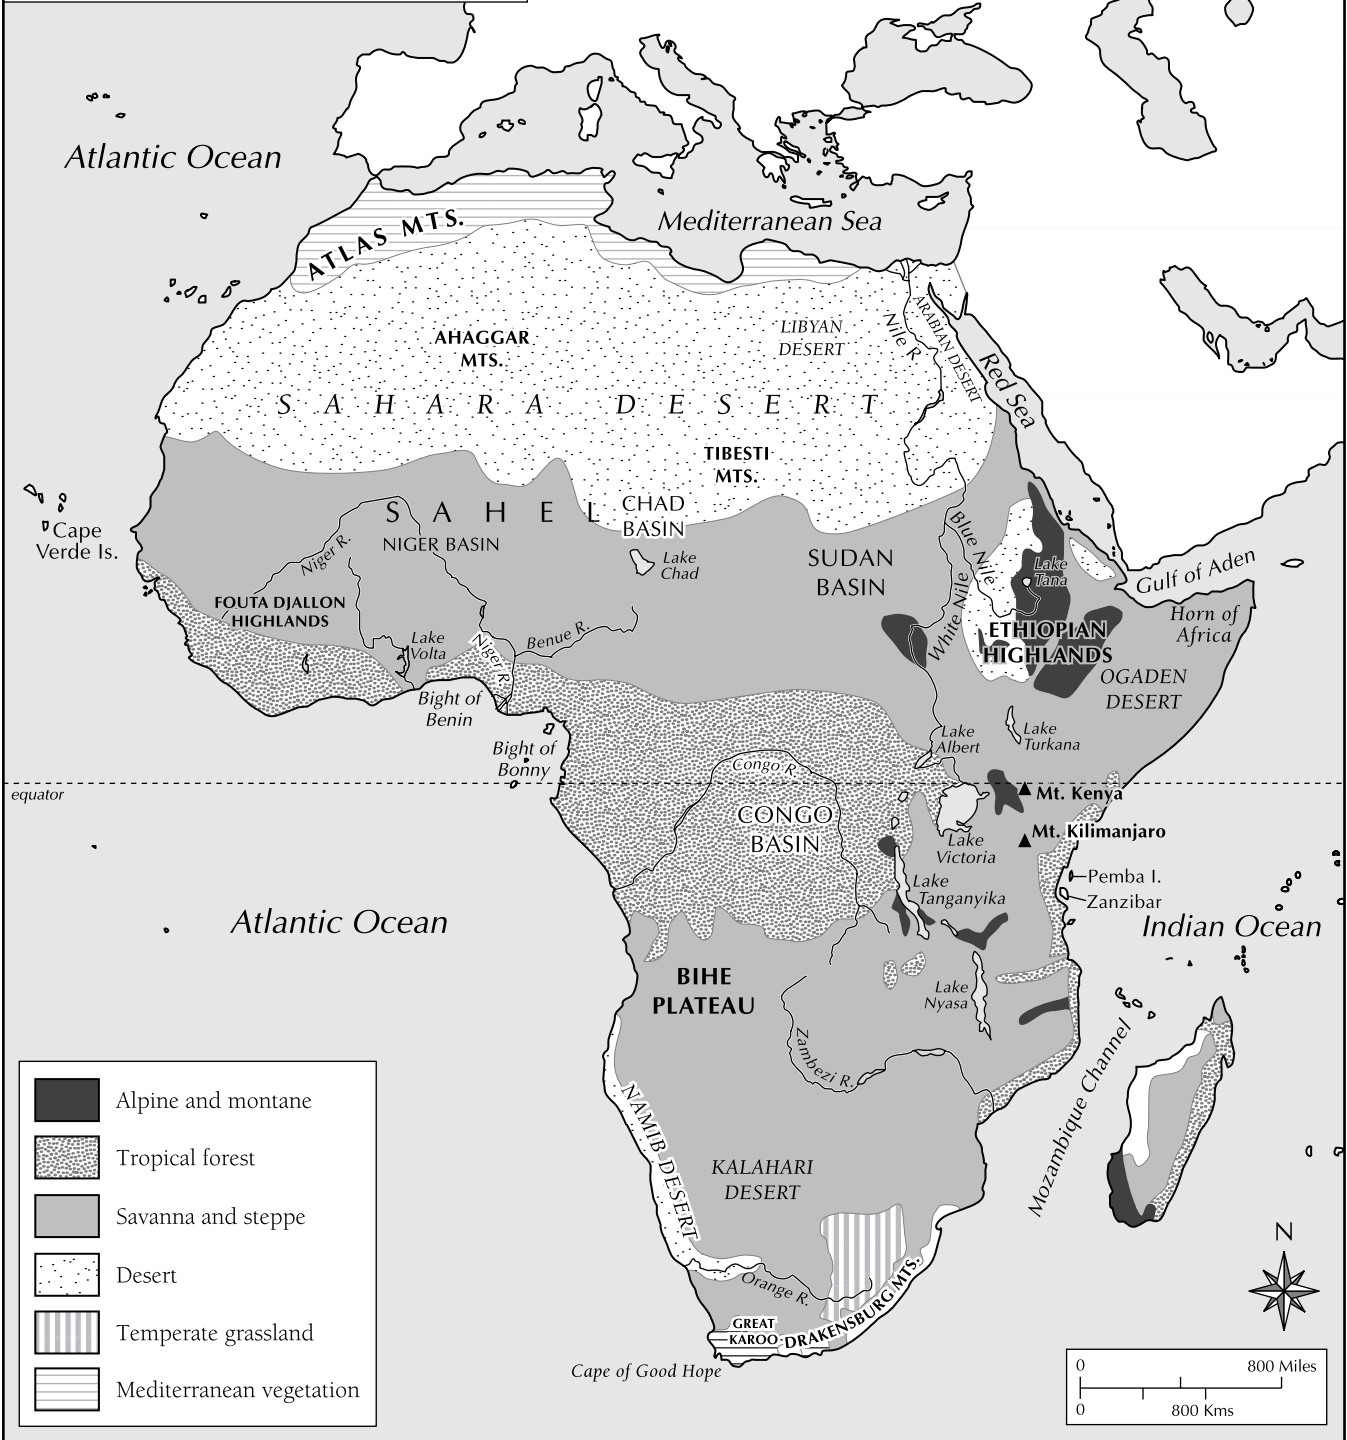 Atlantic Ocean
Mediterranean Sea
ATLAS MTS.
AHAGGAR
MTS.
LIBYAN
DESERT
Nile R.
ARABIAN DESERT
Red Sea
SAHARA DESERT
TIBESTI
MTS.
Cape
Verde Is.
SAHEL
CHAD
BASIN
NIGER BASIN
Niger R.
Lake
Chad
SUDAN
BASIN
Blue Nile
White Nile
Lake
Tana
Gulf of Aden
Horn of
Africa
FOUTA DJALLON
HIGHLANDS
Lake
Volta
Niger R.
Benue R.
ETHIOPIAN
HIGHLANDS
OGADEN
DESERT
Bight of
Benin
Bight of
Bonny
Lake
Albert
Lake
Turkana
equator
Congo R.
CONGO
BASIN
Mt. Kenya
Mt. Kilimanjaro
Lake
Victoria
Lake
Tanganyika
Pemba I.
Zanzibar
Atlantic Ocean
Indian Ocean
BIHE
PLATEAU
Lake
Nyasa
Zambezi R.
Mozambique Channel
NAMIB DESERT
KALAHARI
DESERT
Orange R.
GREAT
KAROO
DRAKENSBURG MTS.
Cape of Good Hope
Alpine and montane
Tropical forest
Savanna and steppe
Desert
Temperate grassland
Mediterranean vegetation
N
0 800 Miles
0 800 Kms